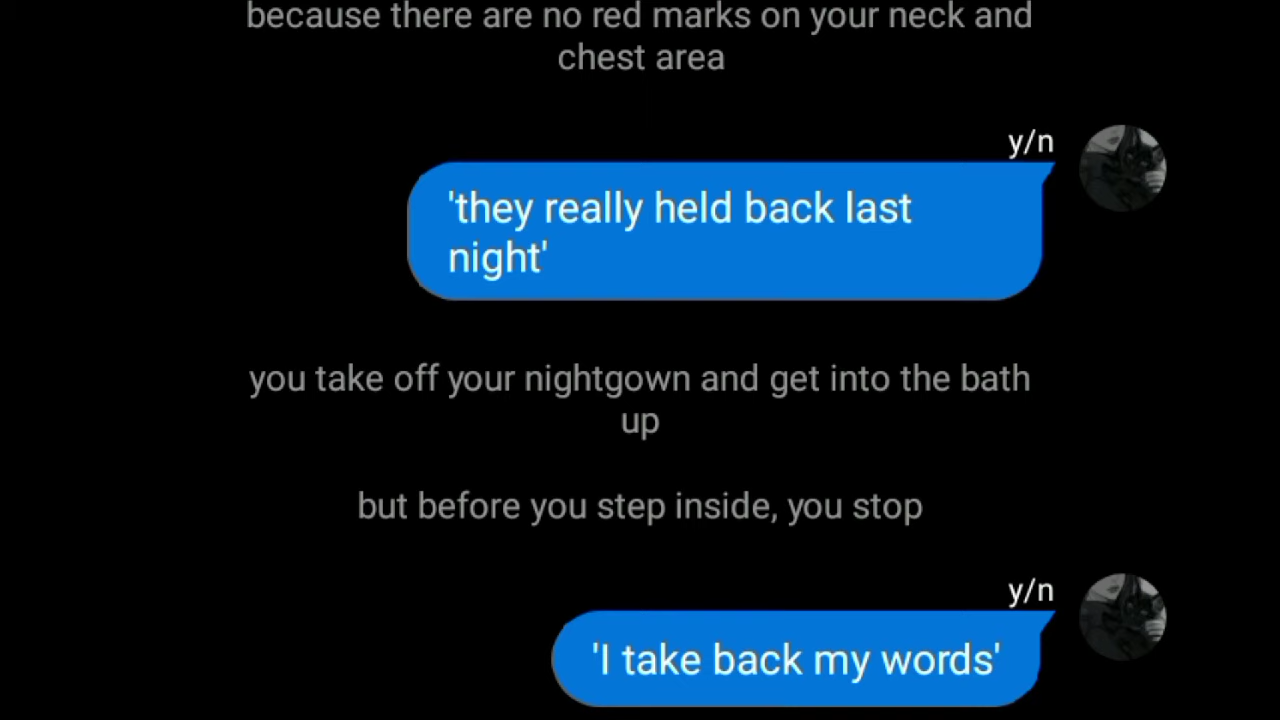 because there are no red marks on your neck and
chest area
y/n
'they really held back last
night'
you take off your nightgown and get into the bath
up
but before you step inside, you stop
y/n
'I take back my words'